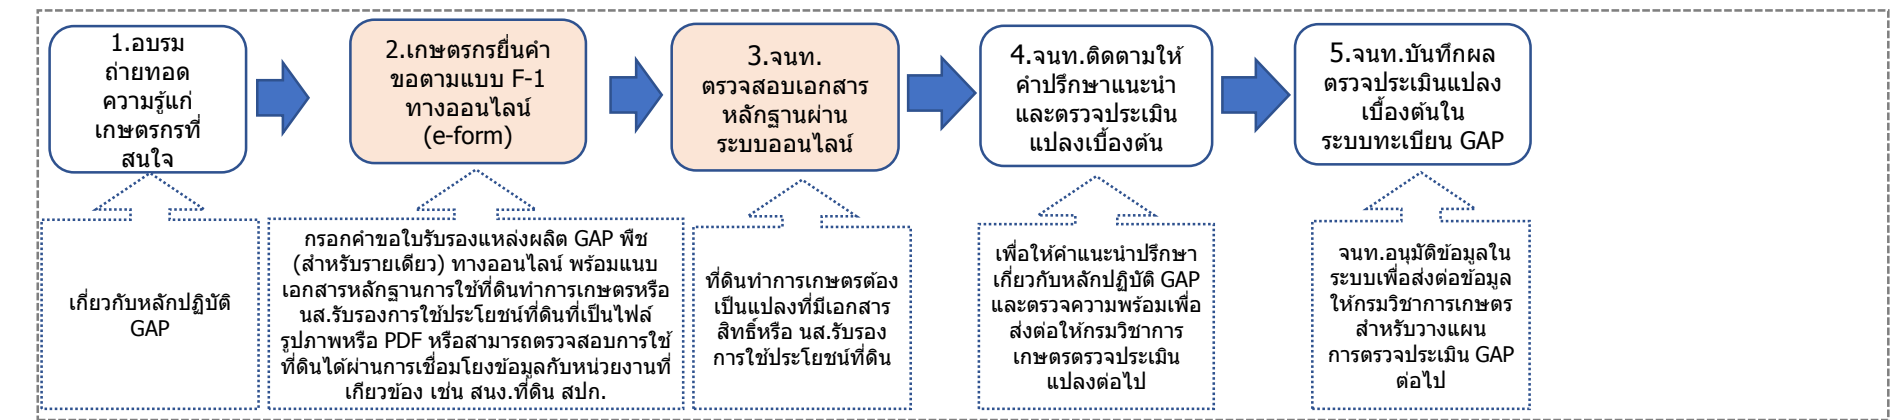 1.อบรม
ถ่ายทอด
ความรู้แก่
เกษตรกรที่
สนใจ
2.เกษตรกรยื่นคำ
ขอตามแบบ F-1
ทางออนไลน์
(e-form)
3.จนท.
ตรวจสอบเอกสาร
หลักฐานผ่าน
ระบบออนไลน์
4.จนท.ติดตามให้
คำปรึกษาแนะนำ
และตรวจประเมิน
แปลงเบื้องต้น
5.จนท.บันทึกผล
ตรวจประเมินแปลง
เบื้องต้นใน
ระบบทะเบียน GAP
เกี่ยวกับหลักปฏิบัติ
GAP
กรอกคำขอใบรับรองแหล่งผลิต GAP พืช
(สำหรับรายเดียว) ทางออนไลน์ พร้อมแนบ
เอกสารหลักฐานการใช้ที่ดินทำการเกษตรหรือ
นส.รับรองการใช้ประโยชน์ที่ดินที่เป็นไฟล์
รูปภาพหรือ PDF หรือสามารถตรวจสอบการใช้
ที่ดินได้ผ่านการเชื่อมโยงข้อมูลกับหน่วยงานที่
เกี่ยวข้อง เช่น สนง.ที่ดิน สปก.
ที่ดินทำการเกษตรต้อง
เป็นแปลงที่มีเอกสาร
สิทธิ์หรือ นส.รับรอง
การใช้ประโยชน์ที่ดิน
เพื่อให้คำแนะนำปรึกษา
เกี่ยวกับหลักปฏิบัติ GAP
และตรวจความพร้อมเพื่อ
ส่งต่อให้กรมวิชาการ
เกษตรตรวจประเมิน
แปลงต่อไป
จนท.อนุมัติข้อมูลใน
ระบบเพื่อส่งต่อข้อมูล
ให้กรมวิชาการเกษตร
สำหรับวางแผน
การตรวจประเมิน GAP
ต่อไป